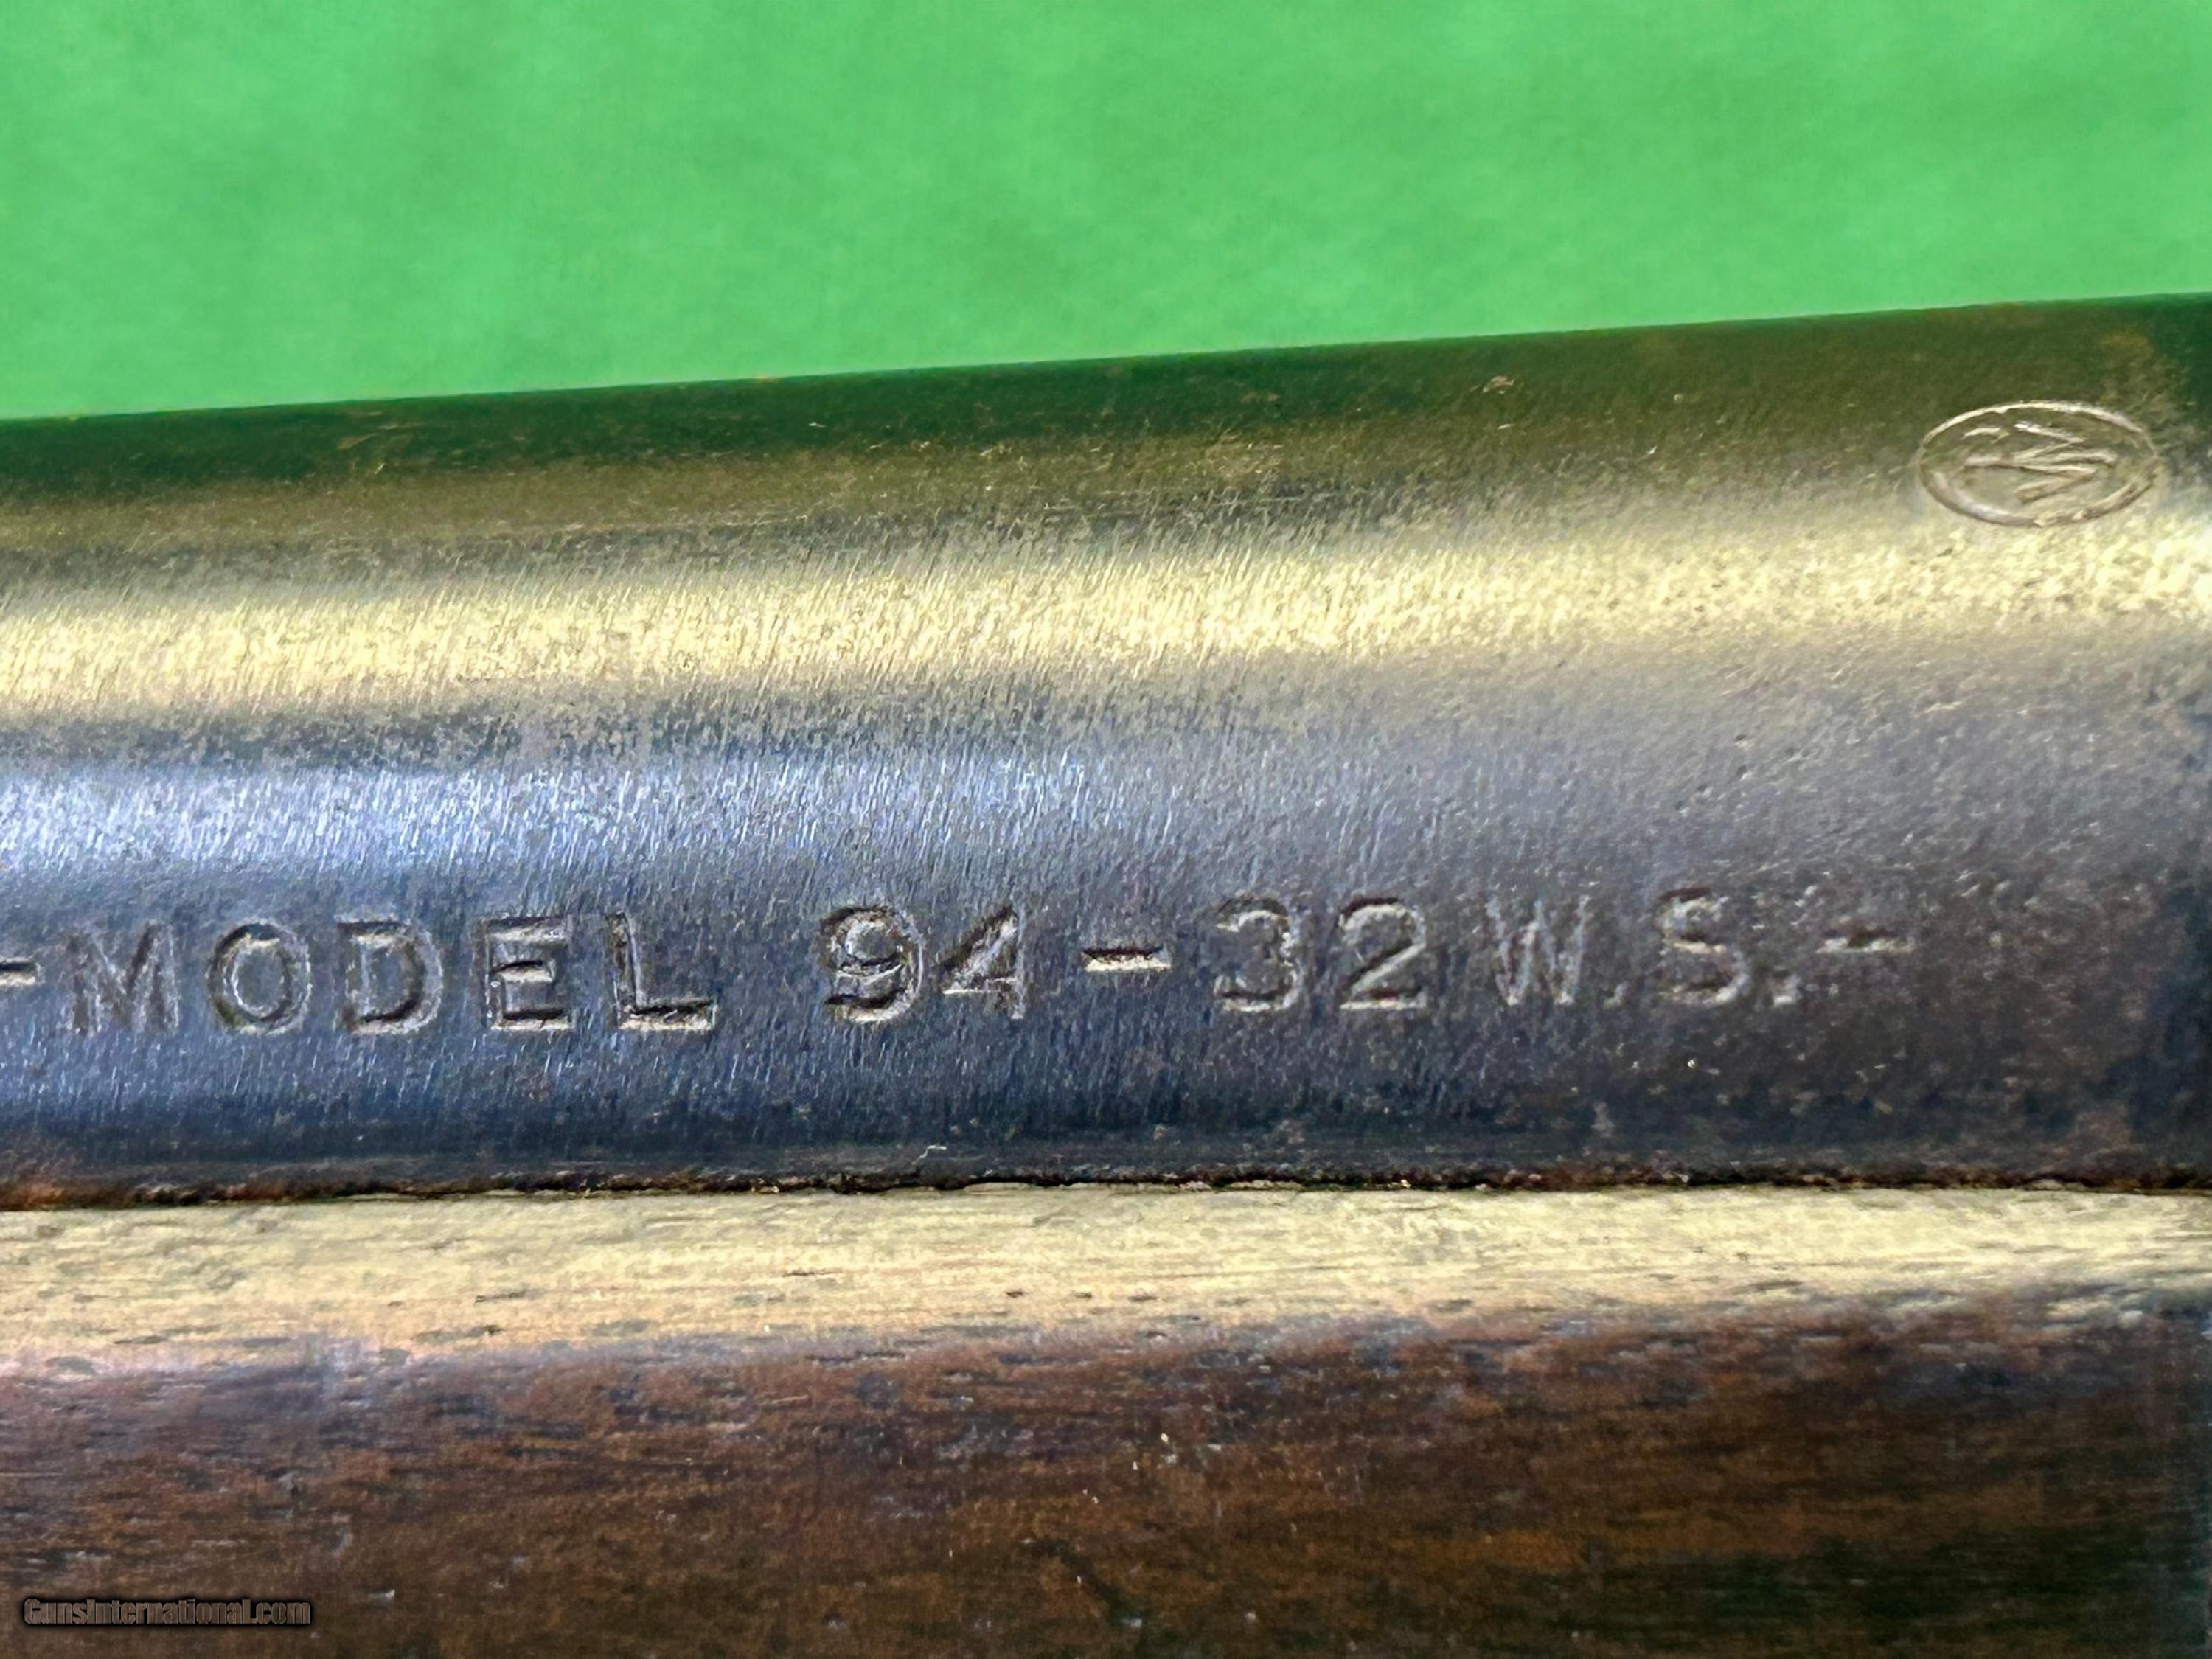 -MODEL 94-32 W.S.-
GunsInternational.com